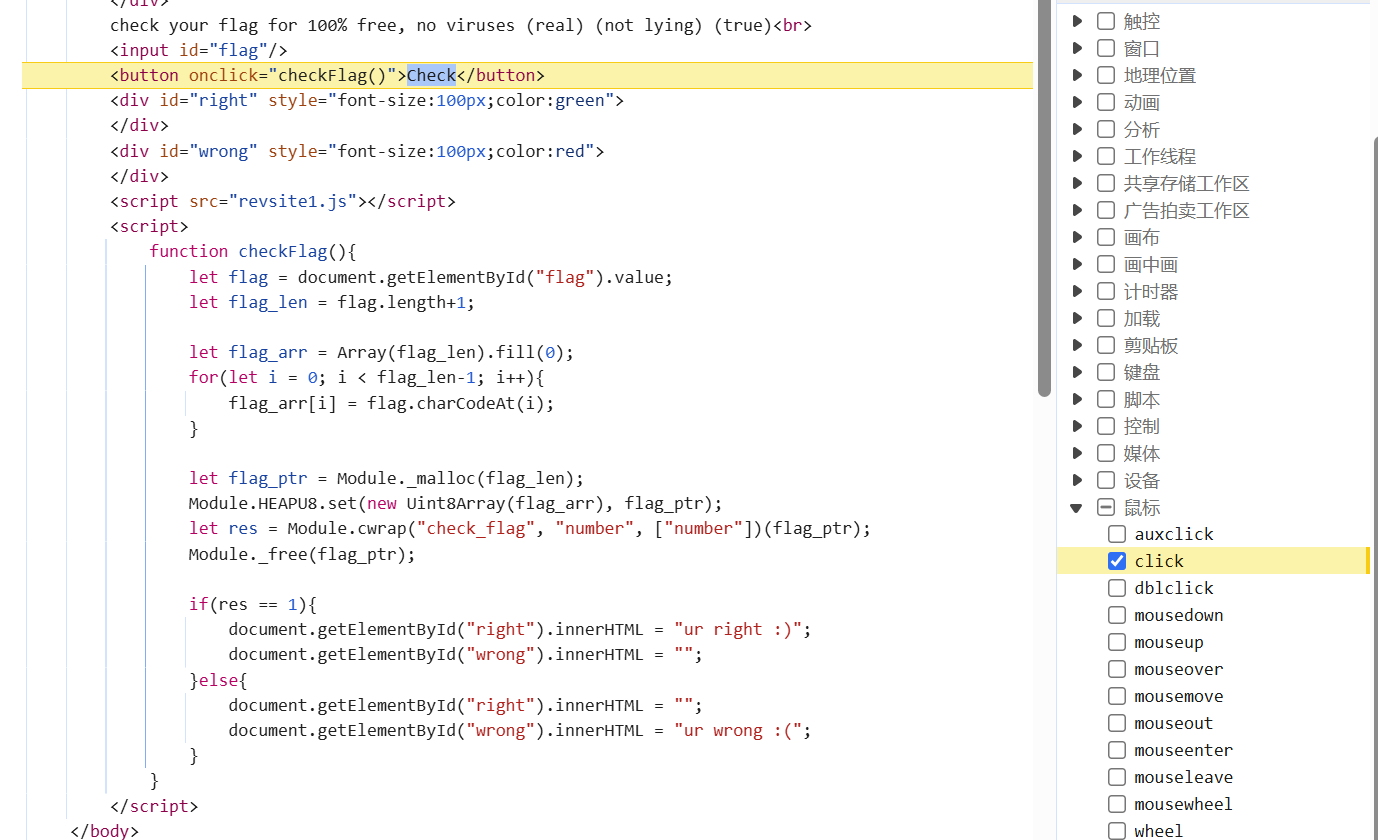 </div>
check your flag for 100% free, no viruses (real) (not lying) (true)<br>
<input id="flag"/>
<button onclick="checkFlag()">Check</button>
<div id="right" style="font-size:100px;color:green">
</div>
<div id="wrong" style="font-size:100px;color:red">
</div>
<script src="revsite1.js"></script>
<script>
function checkFlag(){
let flag = document.getElementById("flag").value;
let flag_len = flag.length+1;
let flag_arr = Array(flag_len).fill(0);
for(let i = 0; i < flag_len-1; i++){
flag_arr[i] = flag.charCodeAt(i);
}
let flag_ptr = Module._malloc(flag_len);
Module.HEAPU8.set(new Uint8Array(flag_arr), flag_ptr);
let res = Module.cwrap("check_flag", "number", ["number"])(flag_ptr);
Module._free(flag_ptr);
if(res == 1){
document.getElementById("right").innerHTML = "ur right :)";
document.getElementById("wrong").innerHTML = "";
}else{
document.getElementById("right").innerHTML = "";
document.getElementById("wrong").innerHTML = "ur wrong :(";
}
}
</script>
</body>
触控
窗口
地理位置
动画
分析
工作线程
共享存储工作区
广告拍卖工作区
画布
画中画
计时器
加载
剪贴板
键盘
脚本
控制
媒体
设备
鼠标
auxclick
click
dblclick
mousedown
mouseup
mouseover
mousemove
mouseout
mouseenter
mouseleave
mousewheel
wheel